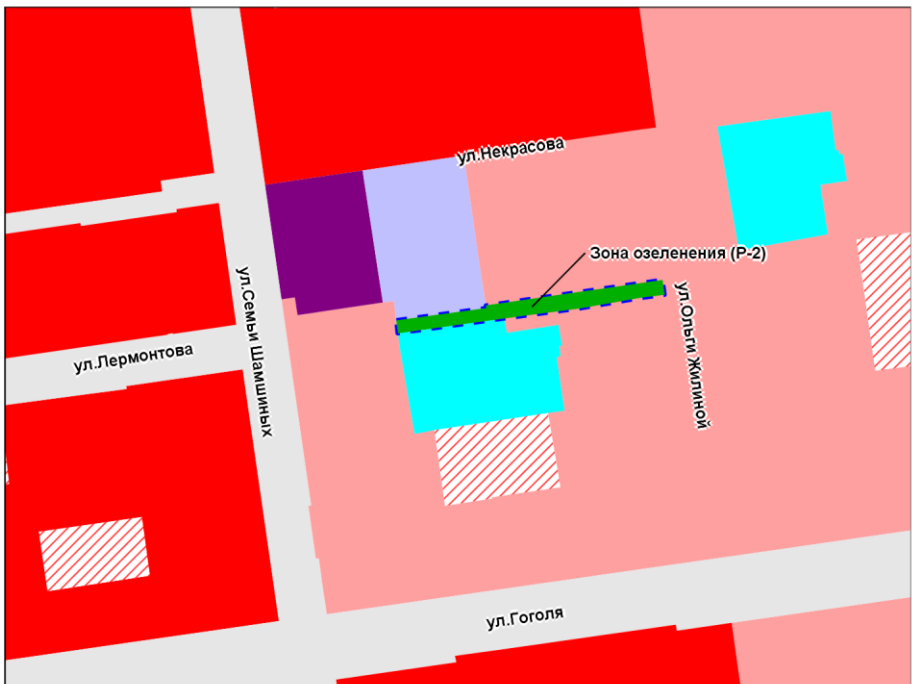 ул.Некрасова
Зона озеленения (Р-2)
ул.Семьи Шамшиных
ул.Ольги Жилиной
ул.Лермонтова
ул.Гоголя